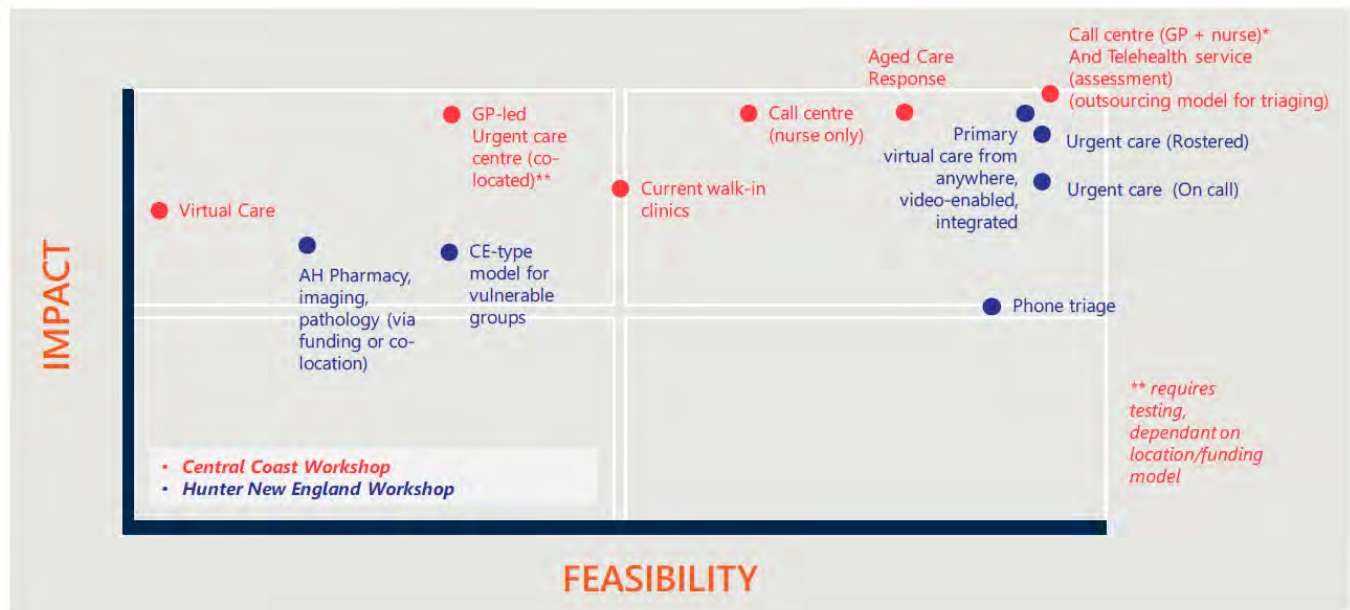 Call centre (GP + nurse)*
And Telehealth service
(assessment)
(outsourcing model for triaging)
Aged Care
Response
GP-led
Urgent care
centre (co-
located)**
Call centre
(nurse only)
Primary
virtual care from
anywhere,
video-enabled,
integrated
Urgent care (Rostered)
Urgent care (On call)
Current walk-in
clinics
Virtual Care
AH Pharmacy,
imaging,
pathology (via
funding or co-
location)
CE-type
model for
vulnerable
groups
Phone triage
IMPACT
** requires
testing,
dependant on
location/funding
model
• Central Coast Workshop
• Hunter New England Workshop
FEASIBILITY